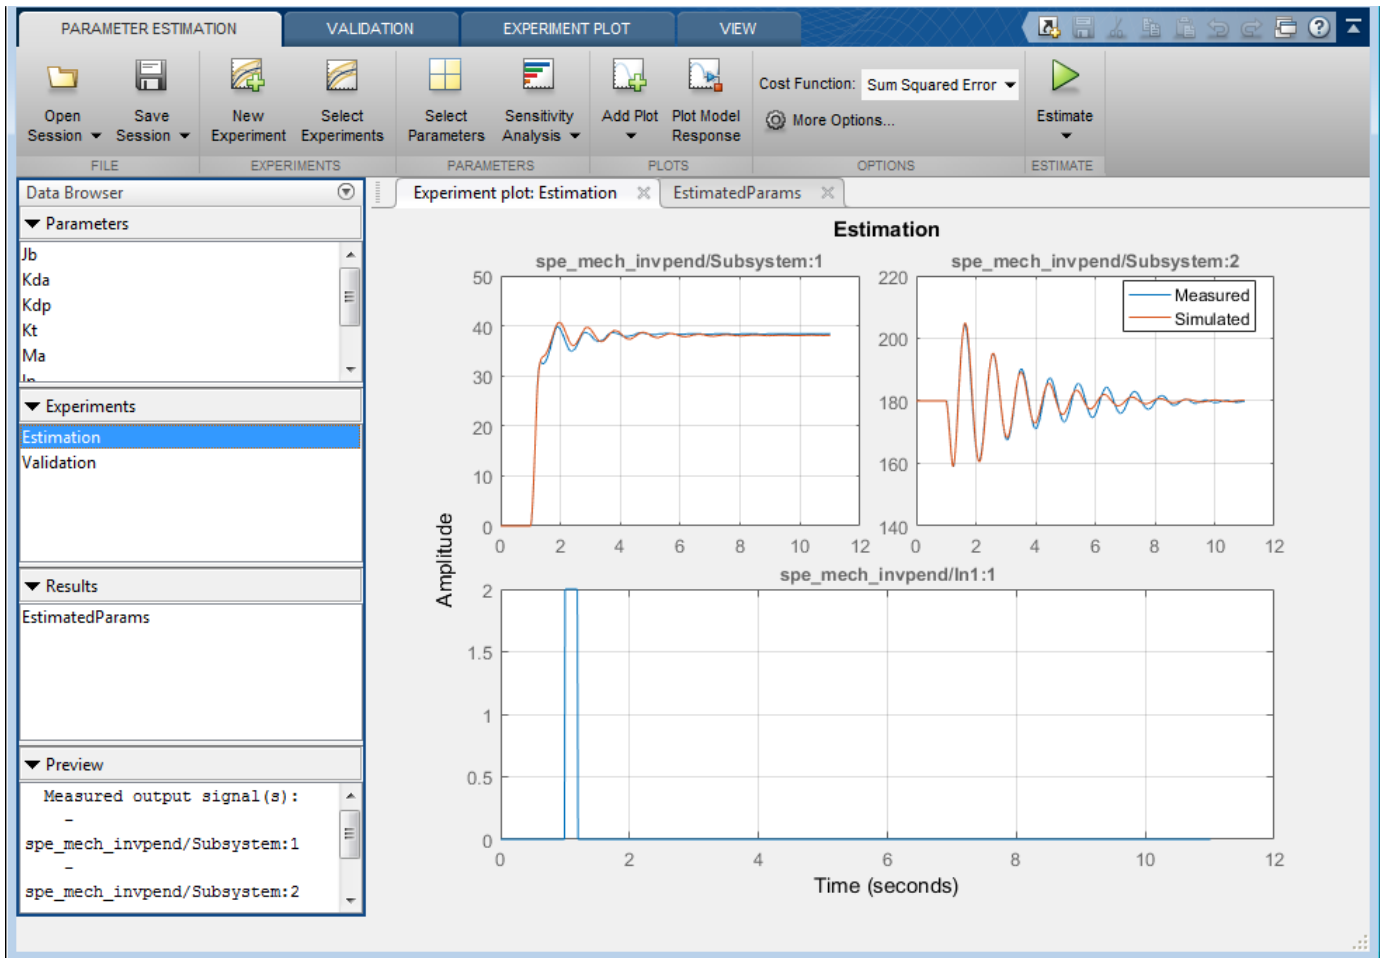 PARAMETER ESTIMATION VALIDATION EXPERIMENT PLOT VIEW
Open Session
Save Session
New Experiment
Select Experiments
Select Parameters
Sensitivity Analysis
Add Plot
Plot Model Response
Cost Function: Sum Squared Error
More Options...
Estimate
FILE EXPERIMENTS PARAMETERS PLOTS OPTIONS ESTIMATE
Data Browser
Parameters
Jb
Kda
Kdp
Kt
Ma
Experiments
Estimation
Validation
Results
EstimatedParams
Preview
Measured output signal(s):
-
spe_mech_invpend/Subsystem:1
-
spe_mech_invpend/Subsystem:2
Experiment plot: Estimation EstimatedParams
Estimation
spe_mech_invpend/Subsystem:1
50
40
30
20
10
0
0 2 4 6 8 10 12
spe_mech_invpend/Subsystem:2
220
200
180
160
140
0 2 4 6 8 10 12
Measured
Simulated
Amplitude
spe_mech_invpend/In1:1
2
1.5
1
0.5
0
0 2 4 6 8 10 12
Time (seconds)